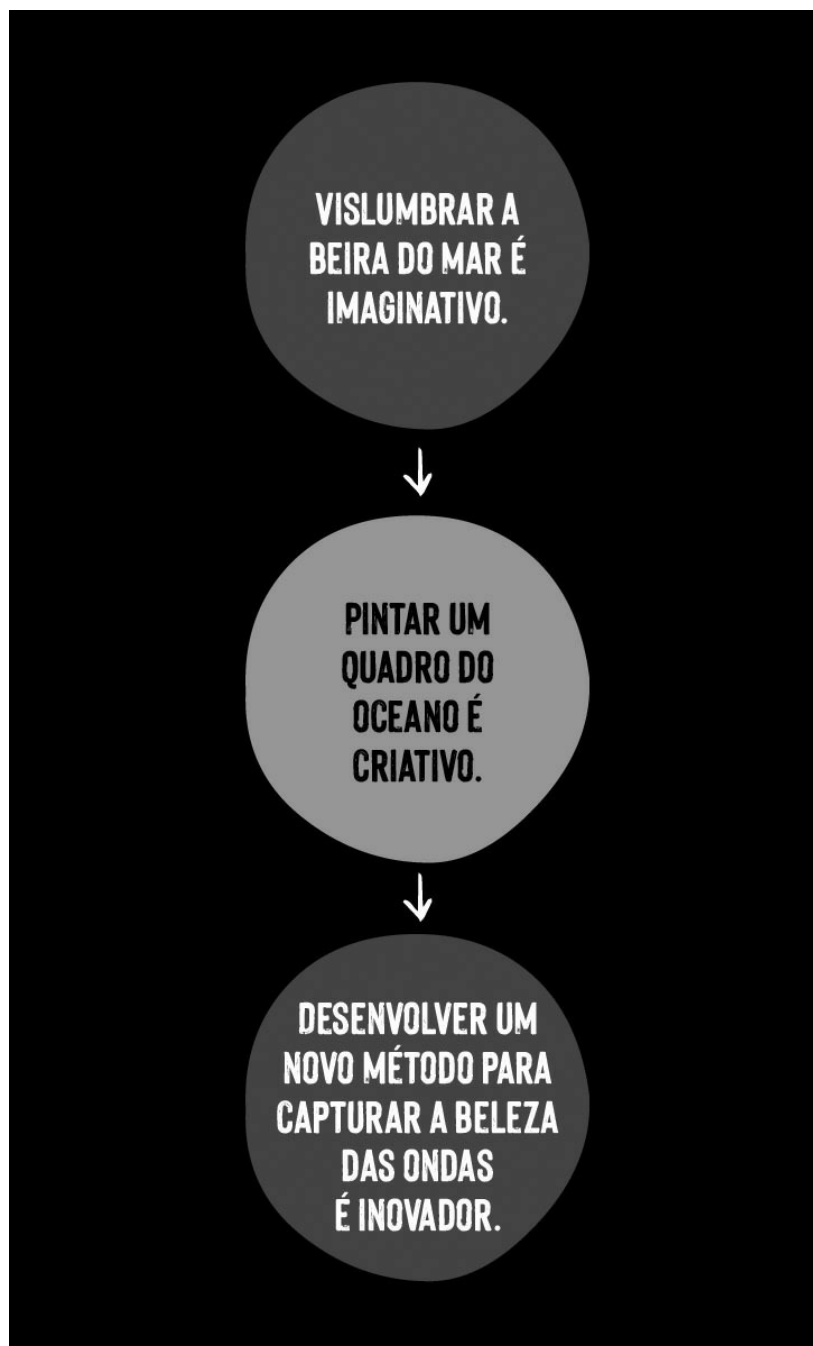 VISLUMBRAR A
BEIRA DO MAR É
IMAGINATIVO.
PINTAR UM
QUADRO DO
OCEANO É
CRIATIVO.
DESENVOLVER UM
NOVO MÉTODO PARA
CAPTURAR A BELEZA
DAS ONDAS
É INOVADOR.